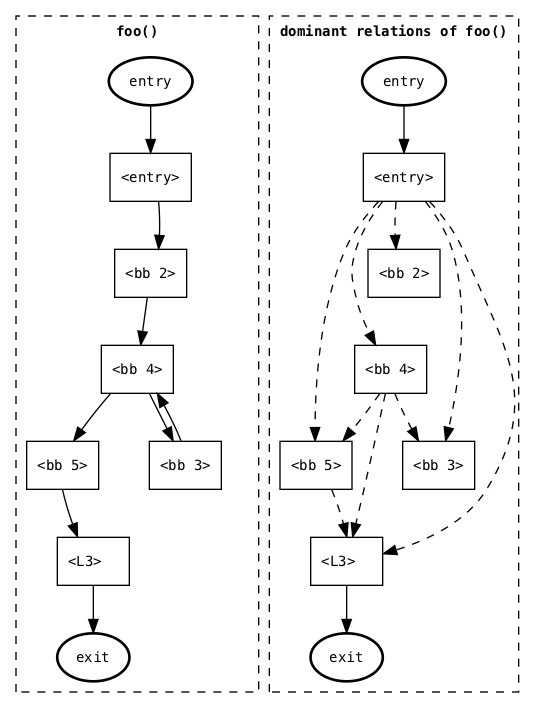 foo()
entry
<entry>
<bb 2>
<bb 4>
<bb 5>
<bb 3>
<L3>
exit
dominant relations of foo()
entry
<entry>
<bb 2>
<bb 4>
<bb 5>
<bb 3>
<L3>
exit